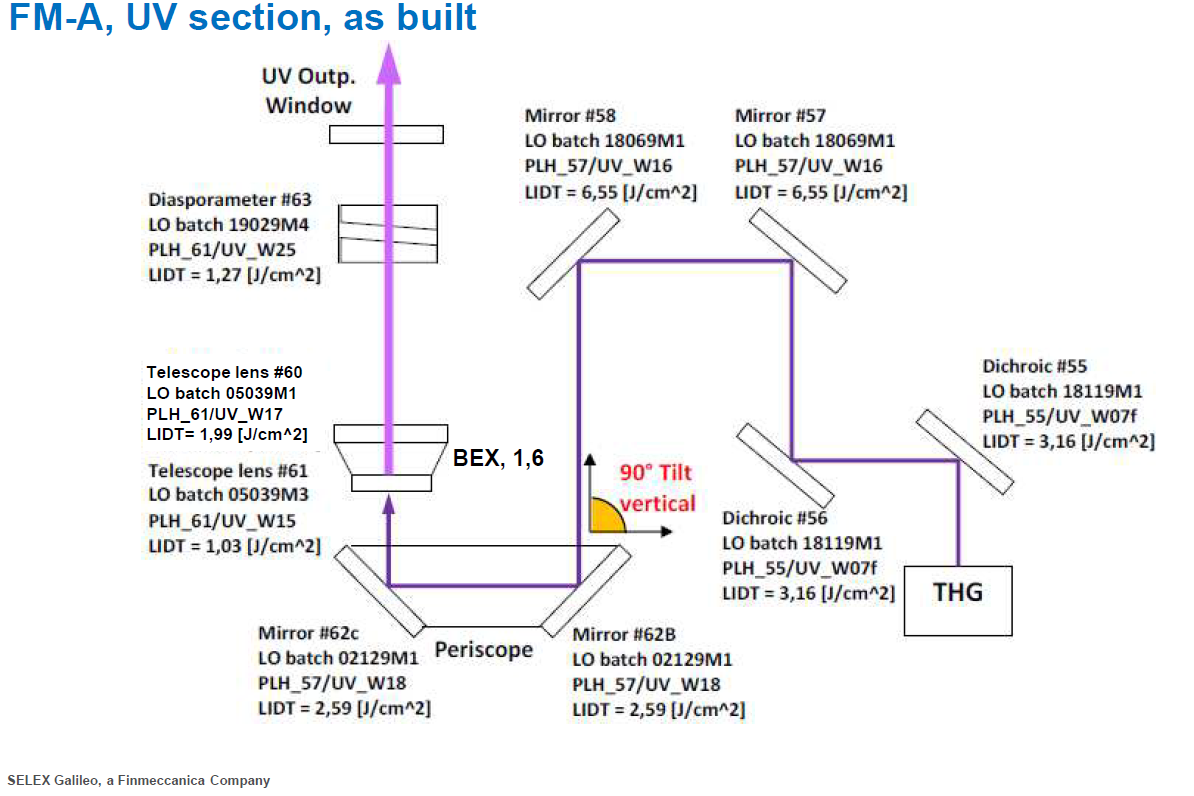 FM-A, UV section, as built
UV Outp.
Window
Mirror #58
LO batch 18069M1
PLH_57/UV_W16
LIDT = 6,55 [J/cm^2]
Mirror #57
LO batch 18069M1
PLH_57/UV_W16
LIDT = 6,55 [J/cm^2]
Diasporameter #63
LO batch 19029M4
PLH_61/UV_W25
LIDT = 1,27 [J/cm^2]
Telescope lens #60
LO batch 05039M1
PLH_61/UV_W17
LIDT= 1,99 [J/cm^2]
Dichroic #55
LO batch 18119M1
PLH_55/UV_W07f
LIDT = 3,16 [J/cm^2]
BEX, 1,6
Telescope lens #61
LO batch 05039M3
PLH_61/UV_W15
LIDT = 1,03 [J/cm^2]
90° Tilt
vertical
Dichroic #56
LO batch 18119M1
PLH_55/UV_W07f
LIDT = 3,16 [J/cm^2]
THG
Mirror #62c
LO batch 02129M1
PLH_57/UV_W18
LIDT = 2,59 [J/cm^2]
Periscope
Mirror #62B
LO batch 02129M1
PLH_57/UV_W18
LIDT = 2,59 [J/cm^2]
SELEX Galileo, a Finmeccanica Company